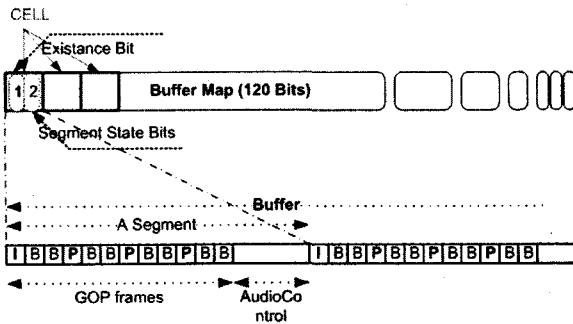 CELL
Existance Bit
1 2 Buffer Map (120 Bits)
Segment State Bits
Buffer
A Segment
I B B P B B P B B P B B I B B P B B P B B P B B
GOP frames AudioCo
ntrol